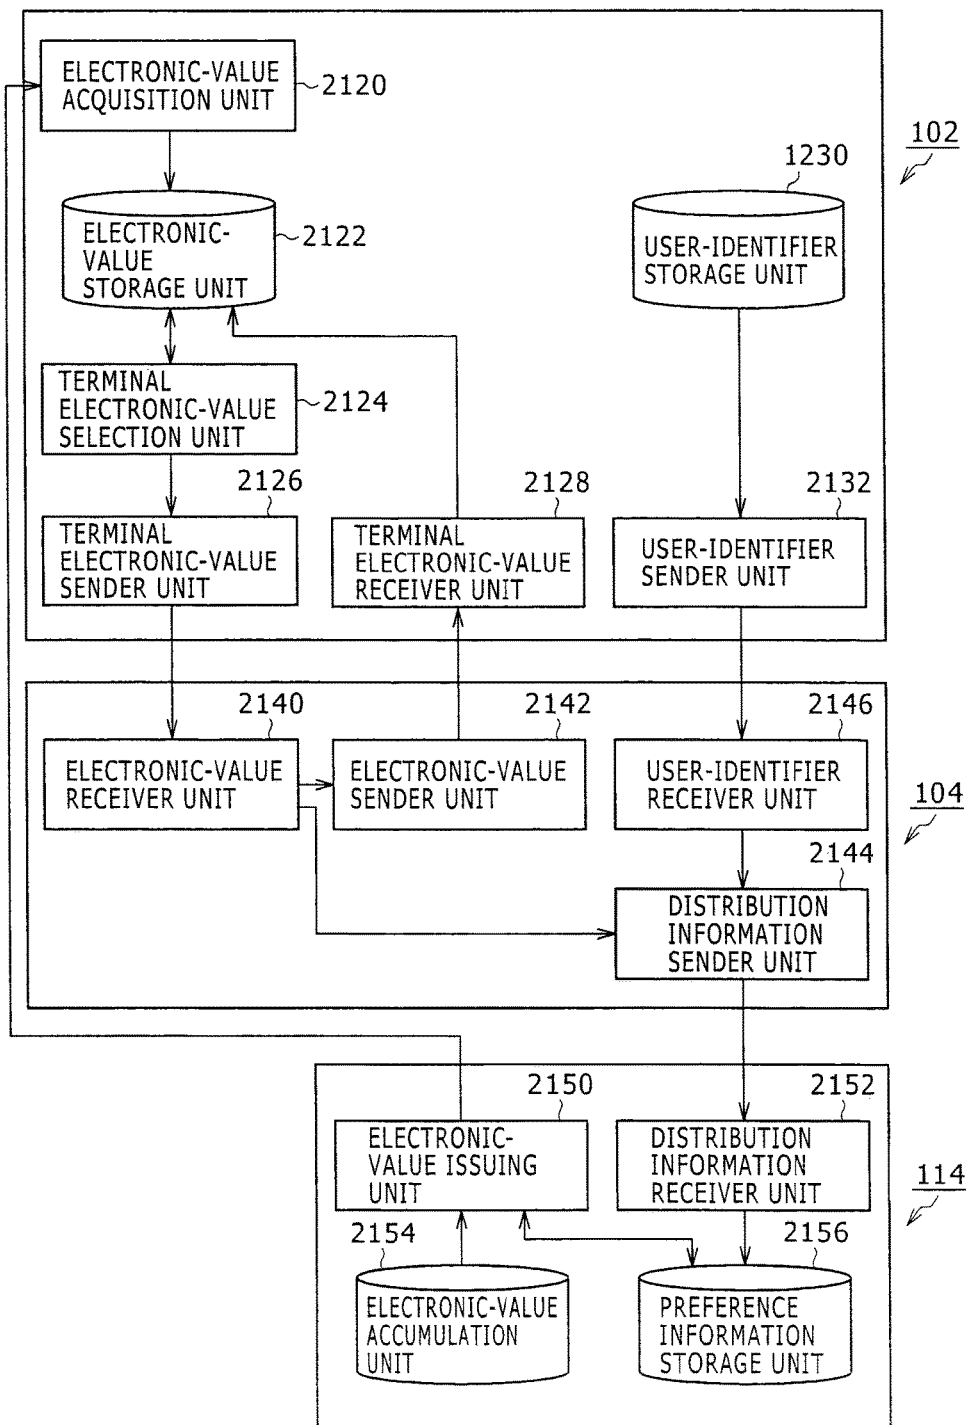 ELECTRONIC-VALUE
ACQUISITION UNIT
2120
102
1230
ELECTRONIC-
VALUE
STORAGE UNIT
2122
USER-IDENTIFIER
STORAGE UNIT
TERMINAL
ELECTRONIC-VALUE
SELECTION UNIT
2124
2126
2128
2132
TERMINAL
ELECTRONIC-VALUE
SENDER UNIT
TERMINAL
ELECTRONIC-VALUE
RECEIVER UNIT
USER-IDENTIFIER
SENDER UNIT
2140
2142
2146
ELECTRONIC-VALUE
RECEIVER UNIT
ELECTRONIC-VALUE
SENDER UNIT
USER-IDENTIFIER
RECEIVER UNIT
104
2144
DISTRIBUTION
INFORMATION
SENDER UNIT
2150
2152
ELECTRONIC-
VALUE ISSUING
UNIT
DISTRIBUTION
INFORMATION
RECEIVER UNIT
114
2154
2156
ELECTRONIC-VALUE
ACCUMULATION
UNIT
PREFERENCE
INFORMATION
STORAGE UNIT